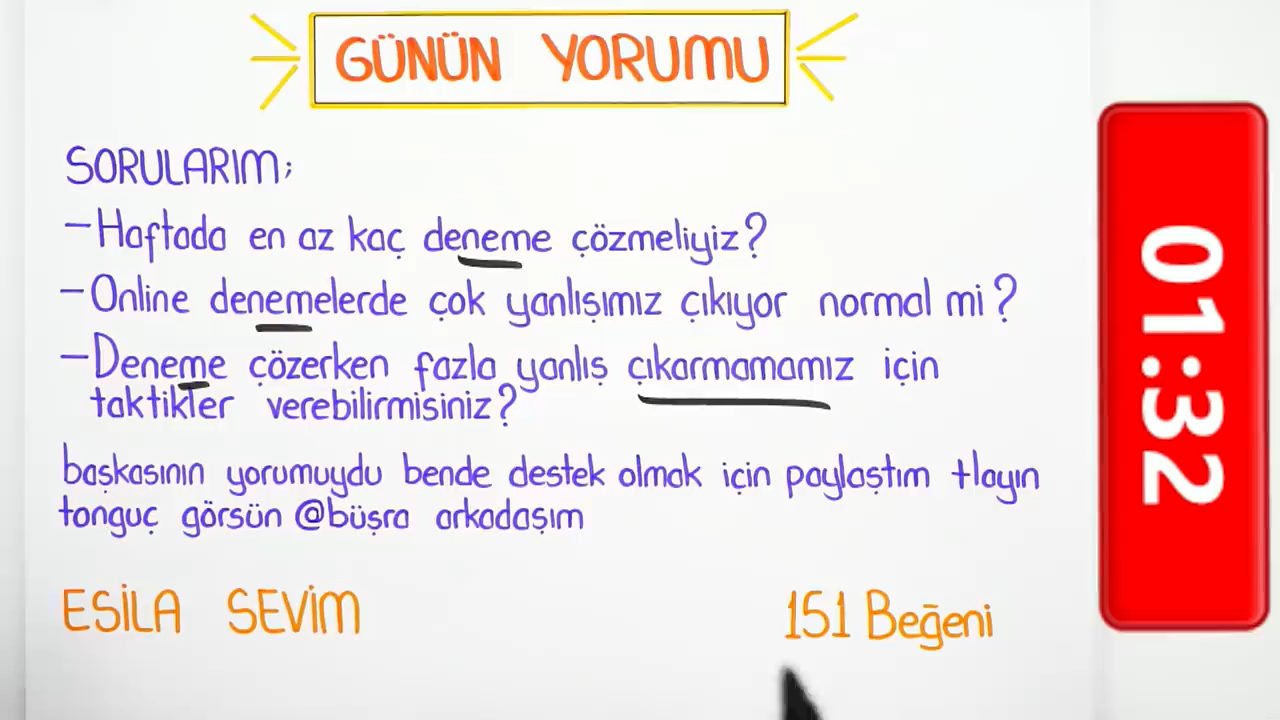 GÜNÜN YORUMU
SORULARIM;
-Haftada en az kaç deneme çözmeliyiz?
-Online denemelerde çok yanlışımız çıkıyor normal mi?
-Deneme çözerken fazla yanlış çıkarmamamız için
taktikler verebilirmisiniz?
başkasının yorumuydu bende destek olmak için paylaştım +layın
tonguç görsün @büşra arkadaşım
ESİLA SEVİM
151 Beğeni
01:32